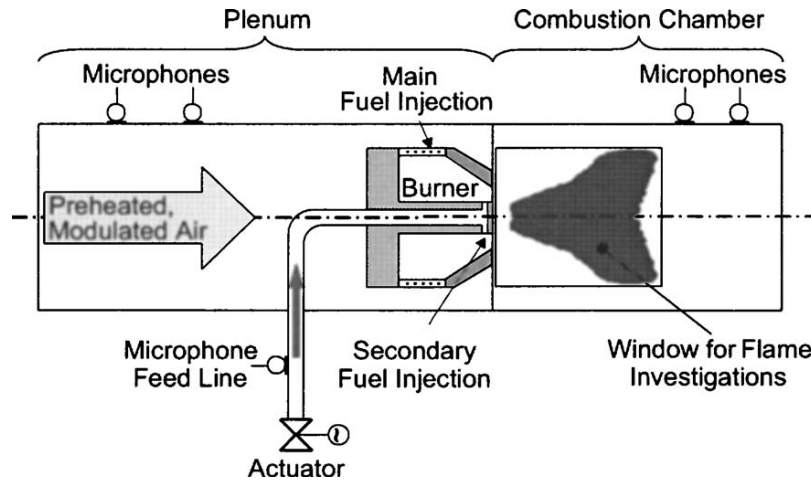 Plenum
Combustion Chamber
Microphones
Main
Fuel Injection
Microphones
Burner
Preheated,
Modulated Air
Microphone
Feed Line
Secondary
Fuel Injection
Window for Flame
Investigations
Actuator